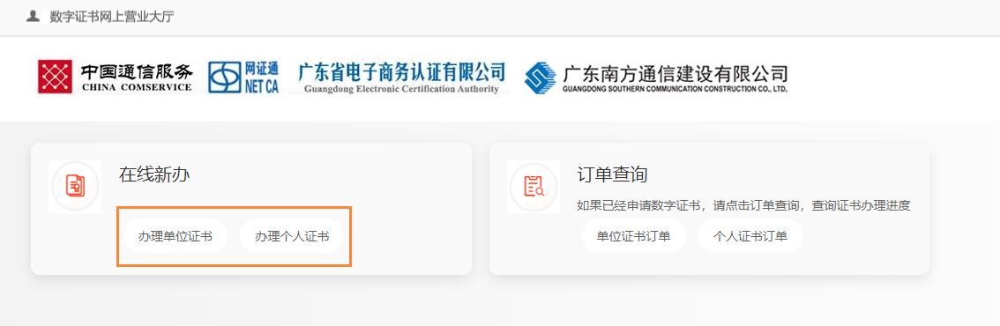 数字证书网上营业大厅
中国通信服务
CHINA COMSERVICE
网证通
NET CA
广东省电子商务认证有限公司
Guangdong Electronic Certification Authority
广东南方通信建设有限公司
GUANGDONG SOUTHERN COMMUNICATION CONSTRUCTION CO., LTD.
在线新办
办理单位证书
办理个人证书
订单查询
如果已经申请数字证书，请点击订单查询，查询证书办理进度
单位证书订单
个人证书订单